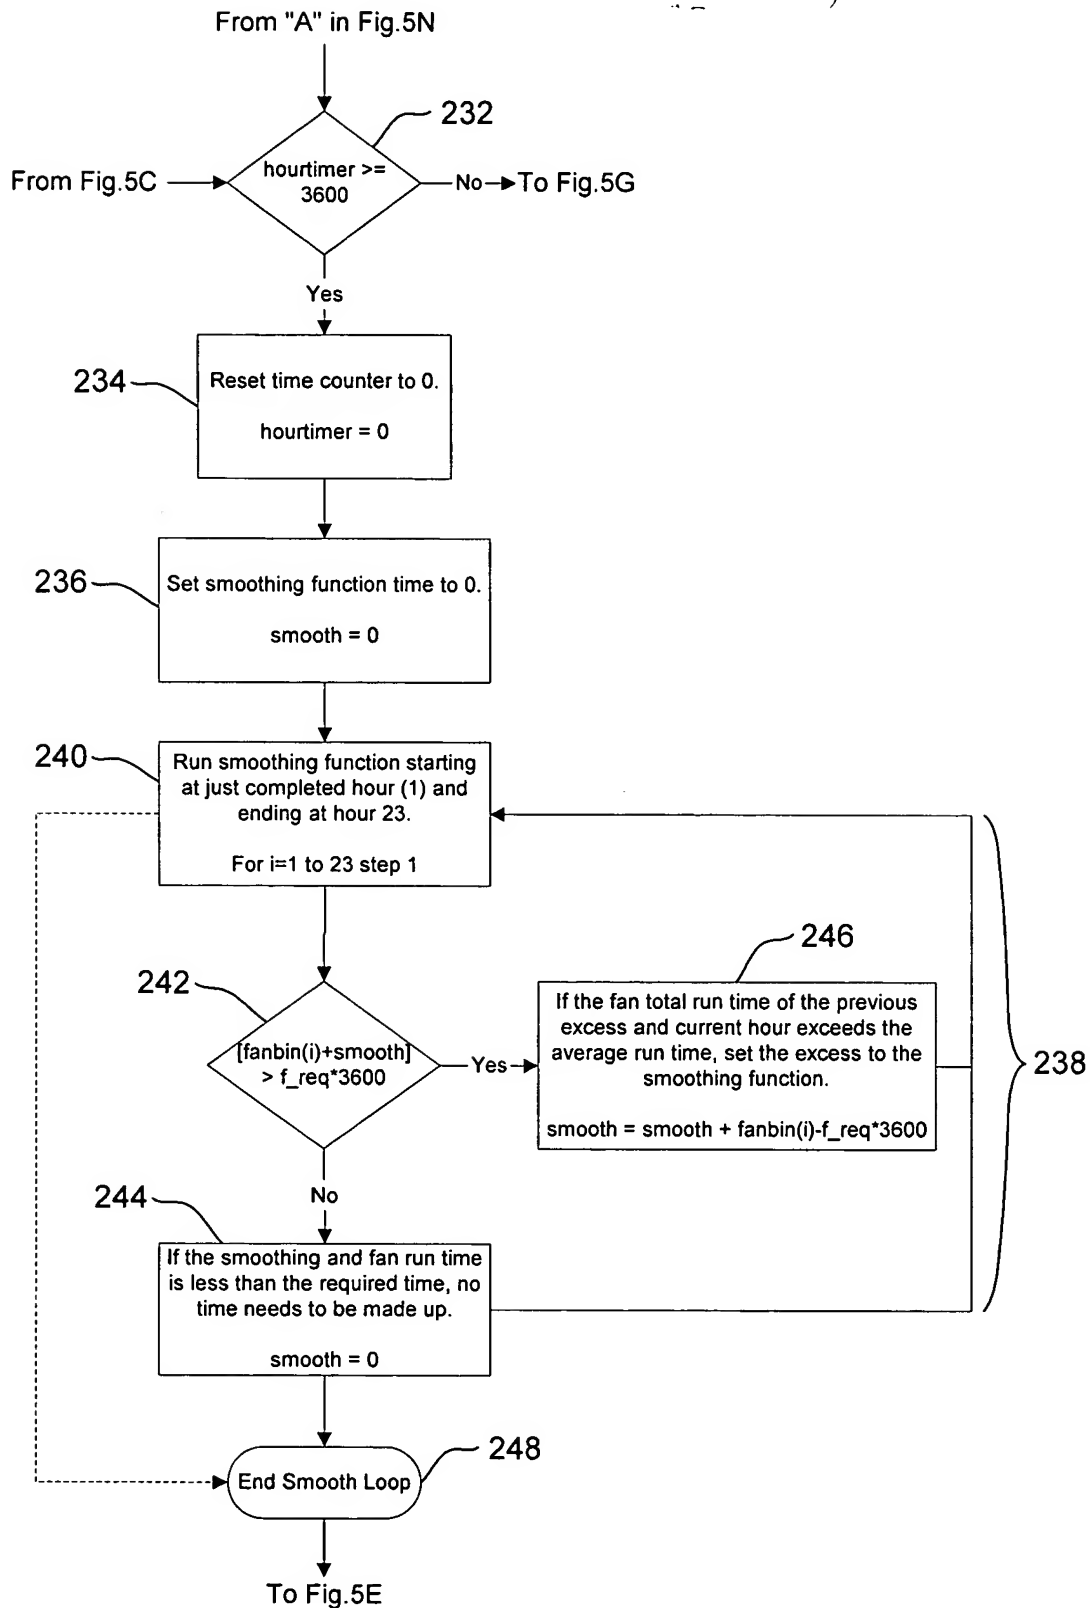 From "A" in Fig.5N
232
hourtimer >=
3600
From Fig.5C
No
To Fig.5G
Yes
234
Reset time counter to 0.
hourtimer = 0
236
Set smoothing function time to 0.
smooth = 0
240
Run smoothing function starting
at just completed hour (1) and
ending at hour 23.
For i=1 to 23 step 1
246
242
If the fan total run time of the previous
excess and current hour exceeds the
average run time, set the excess to the
smoothing function.
smooth = smooth + fanbin(i)-f_req*3600
[fanbin(i)+smooth]
> f_req*3600
Yes
238
No
244
If the smoothing and fan run time
is less than the required time, no
time needs to be made up.
smooth = 0
248
End Smooth Loop
To Fig.5E